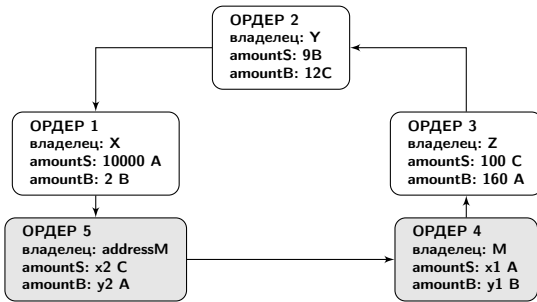 ОРДЕР 2
владелец: Y
amountS: 9B
amountB: 12C
ОРДЕР 1
владелец: X
amountS: 10000 A
amountB: 2 B
ОРДЕР 3
владелец: Z
amountS: 100 C
amountB: 160 A
ОРДЕР 5
владелец: addressM
amountS: x2 C
amountB: y2 A
ОРДЕР 4
владелец: M
amountS: x1 A
amountB: y1 B